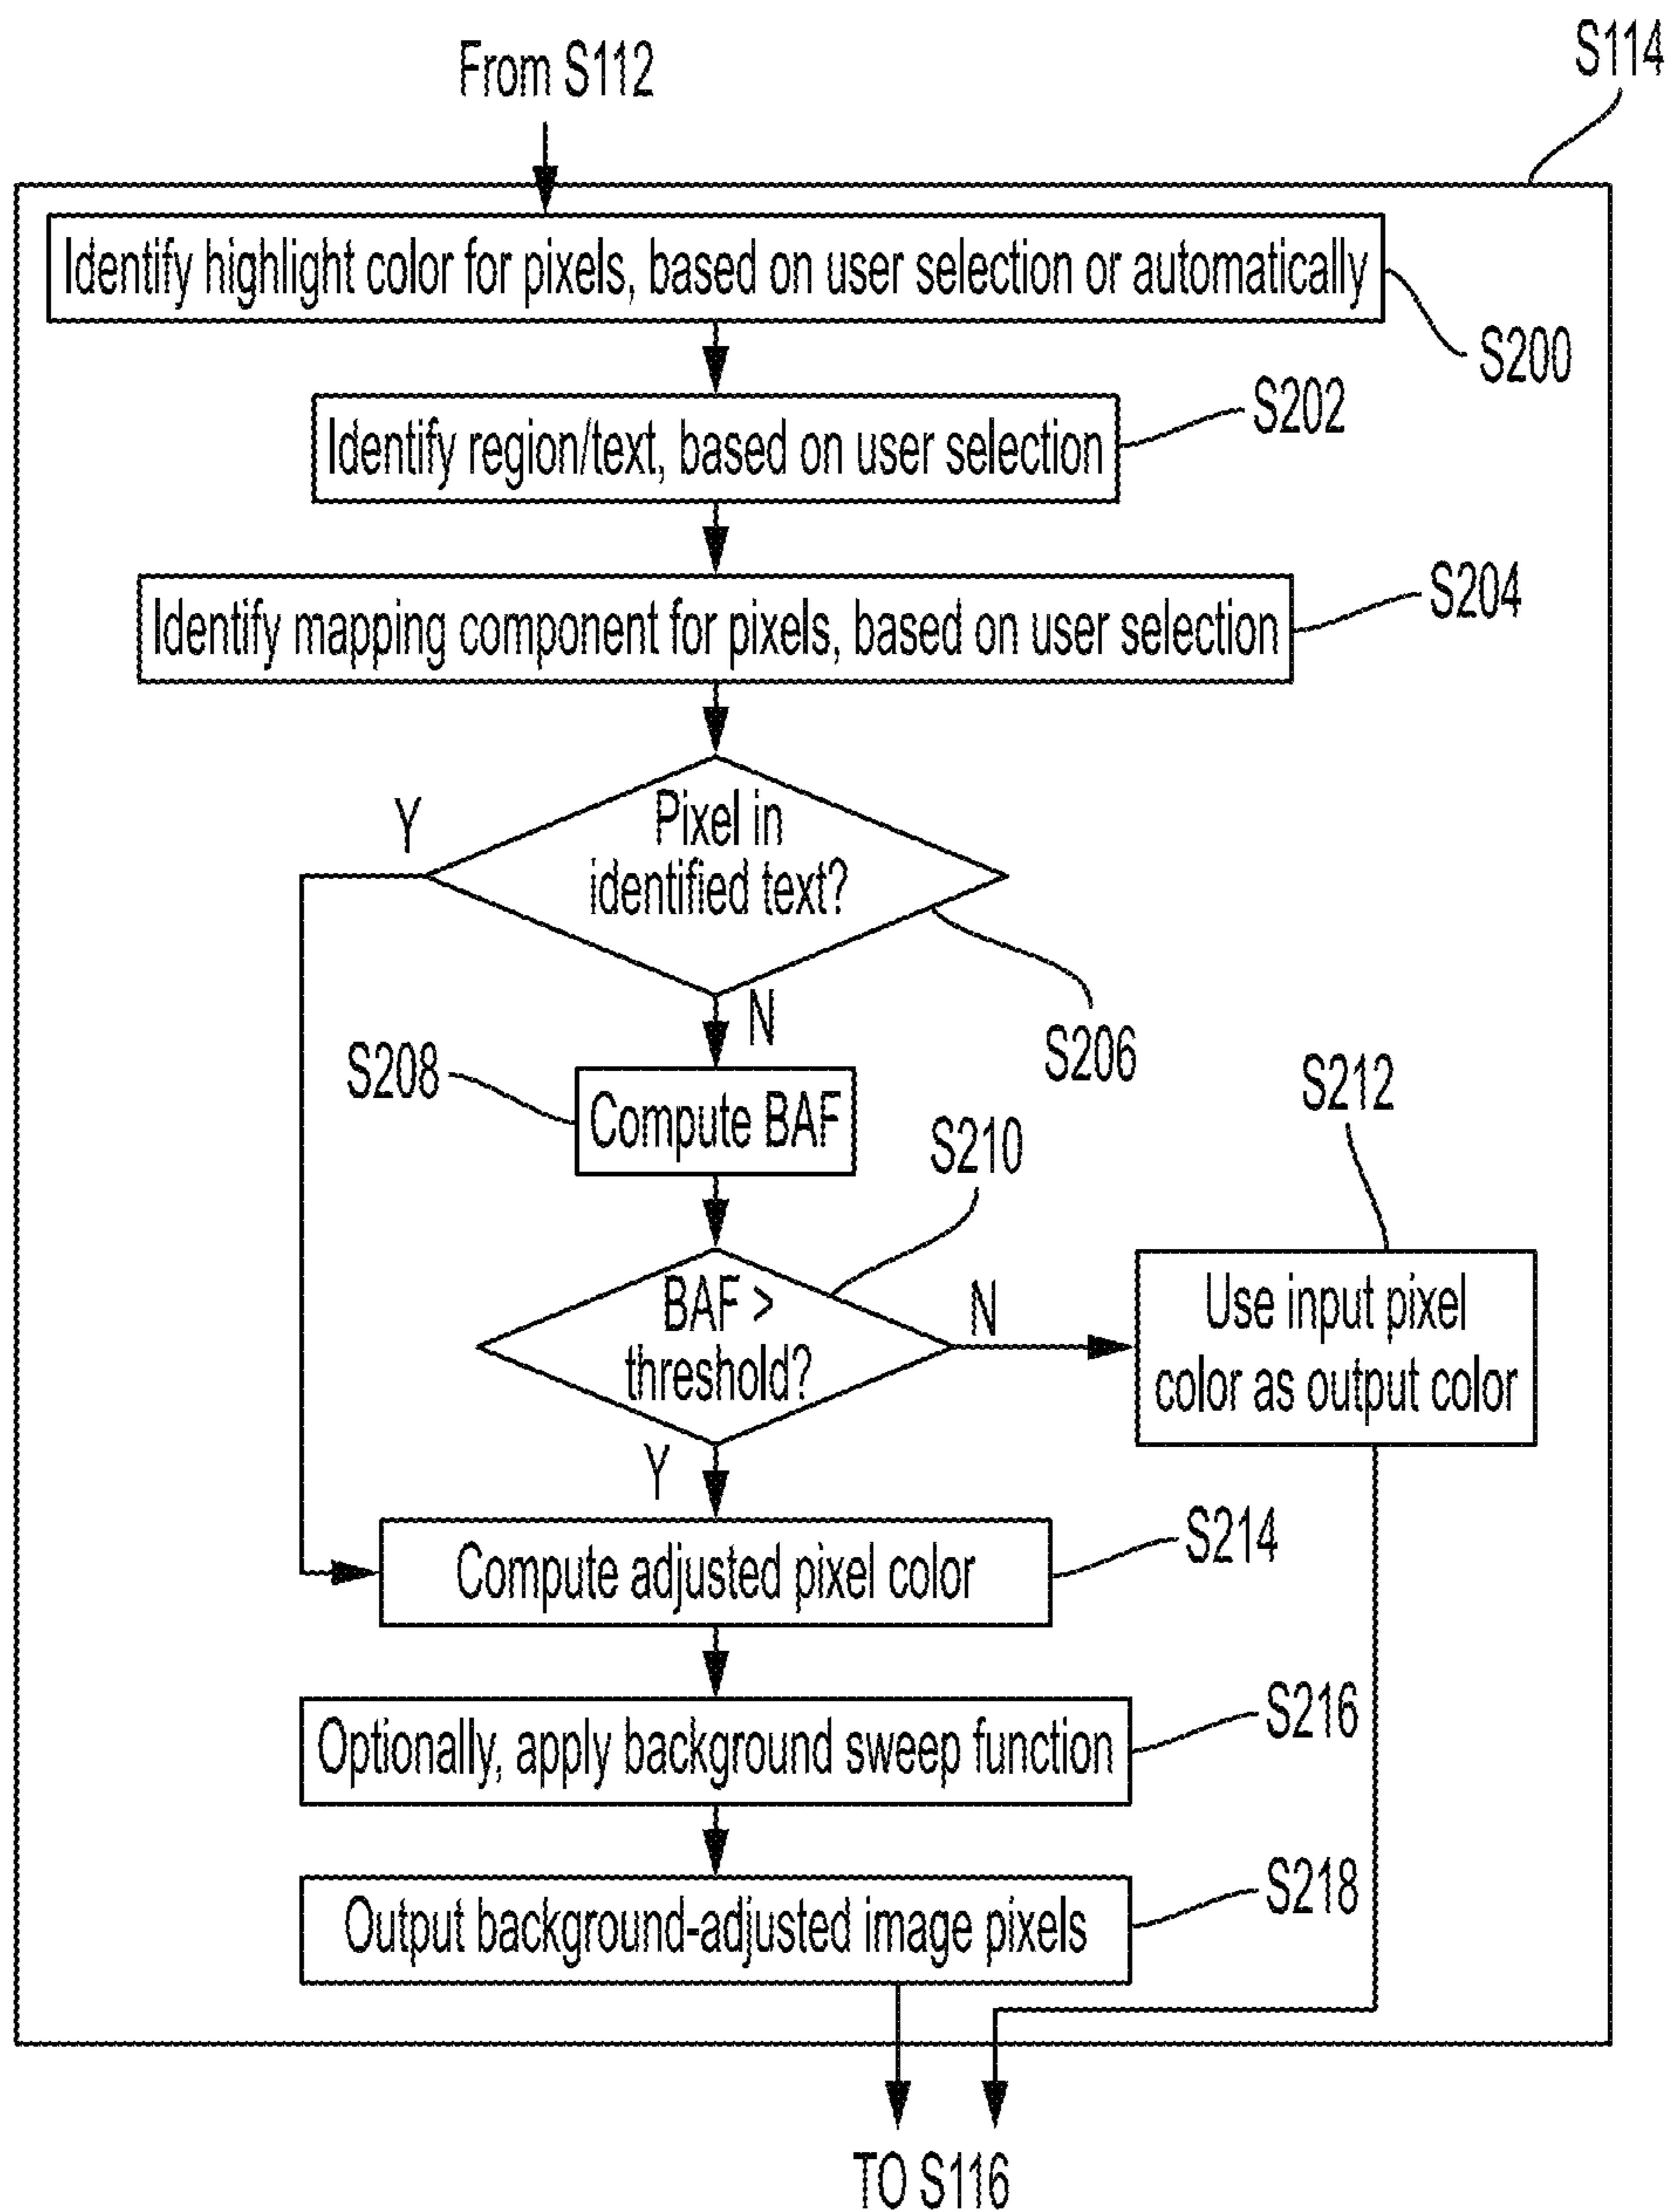 From S112
S114
Identify highlight color for pixels, based on user selection or automatically
S200
Identify region/text, based on user selection
S202
Identify mapping component for pixels, based on user selection
S204
Pixel in
identified text?
Y
N
S206
S208
Compute BAF
S210
S212
BAF >
threshold?
N
Y
Use input pixel
color as output color
Compute adjusted pixel color
S214
Optionally, apply background sweep function
S216
Output background-adjusted image pixels
S218
TO S116